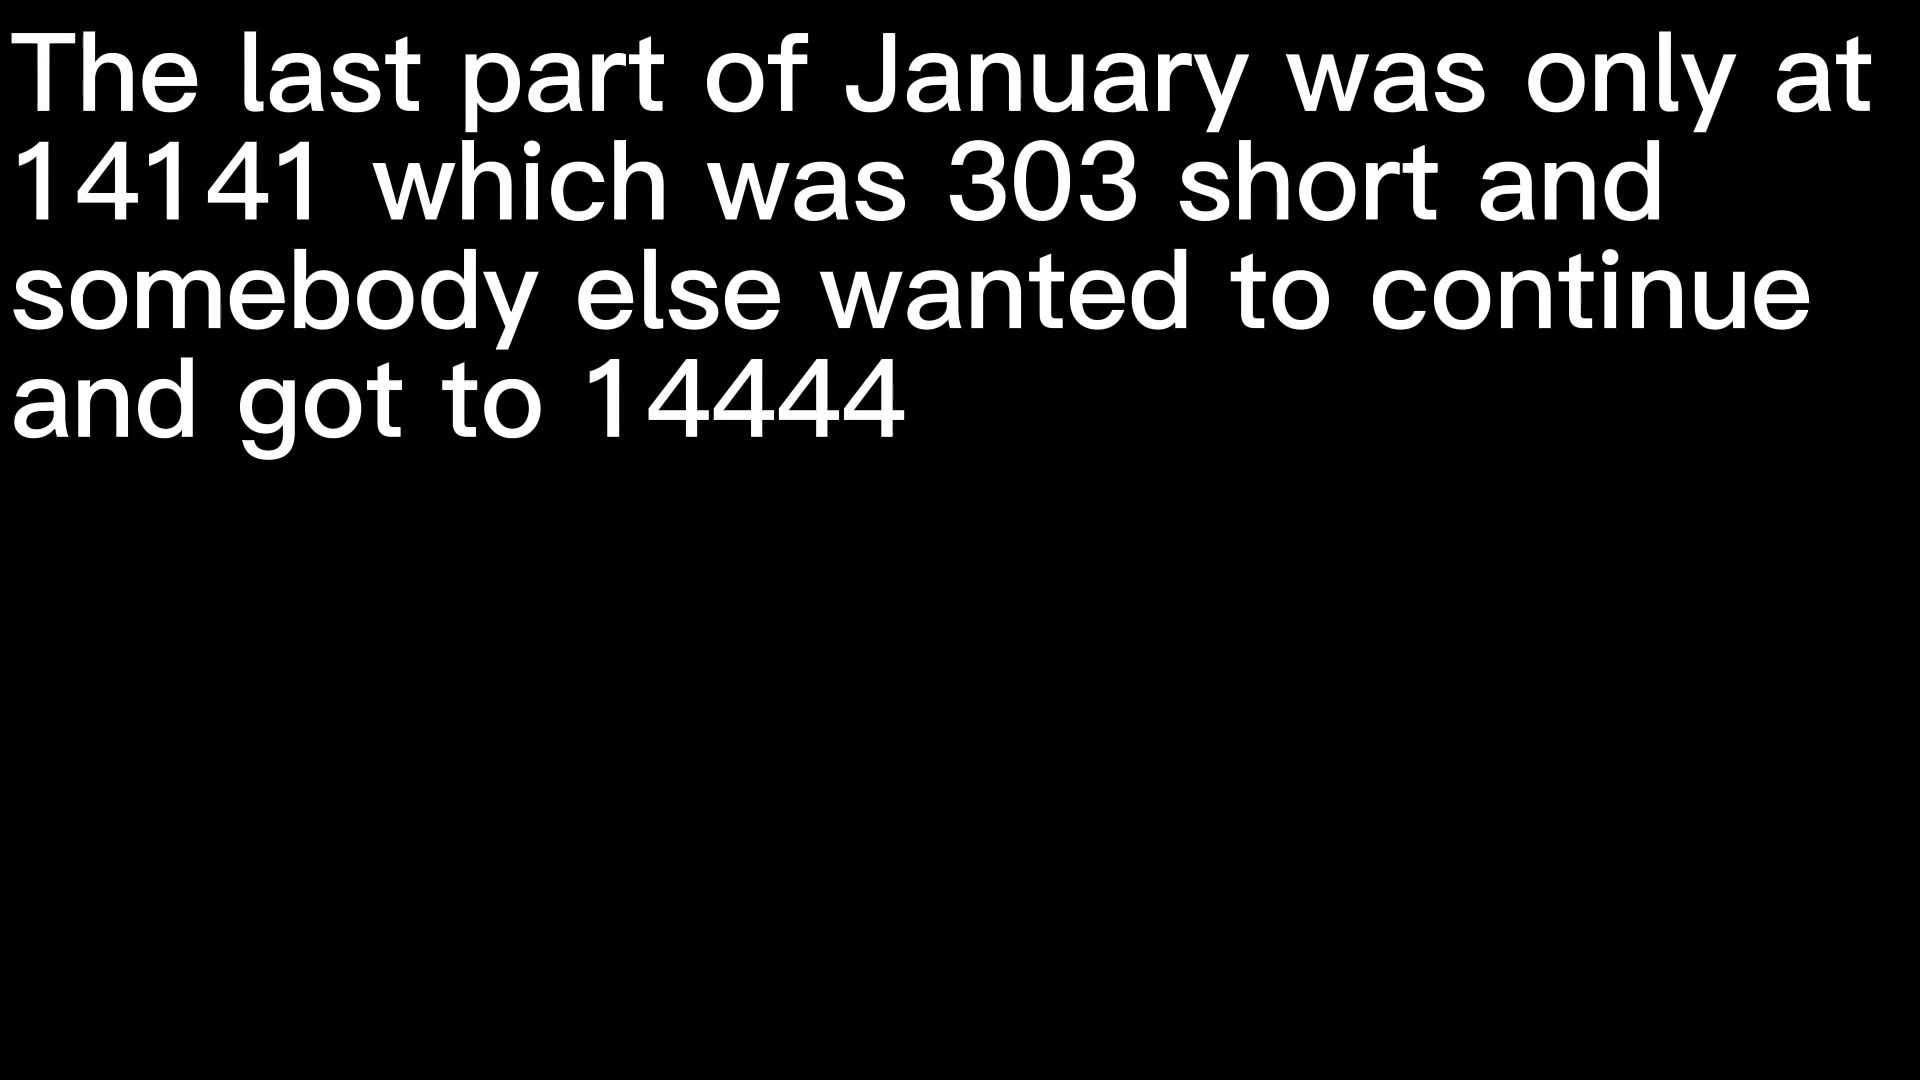 The last part of January was only at
14141 which was 303 short and
somebody else wanted to continue
and got to 14444